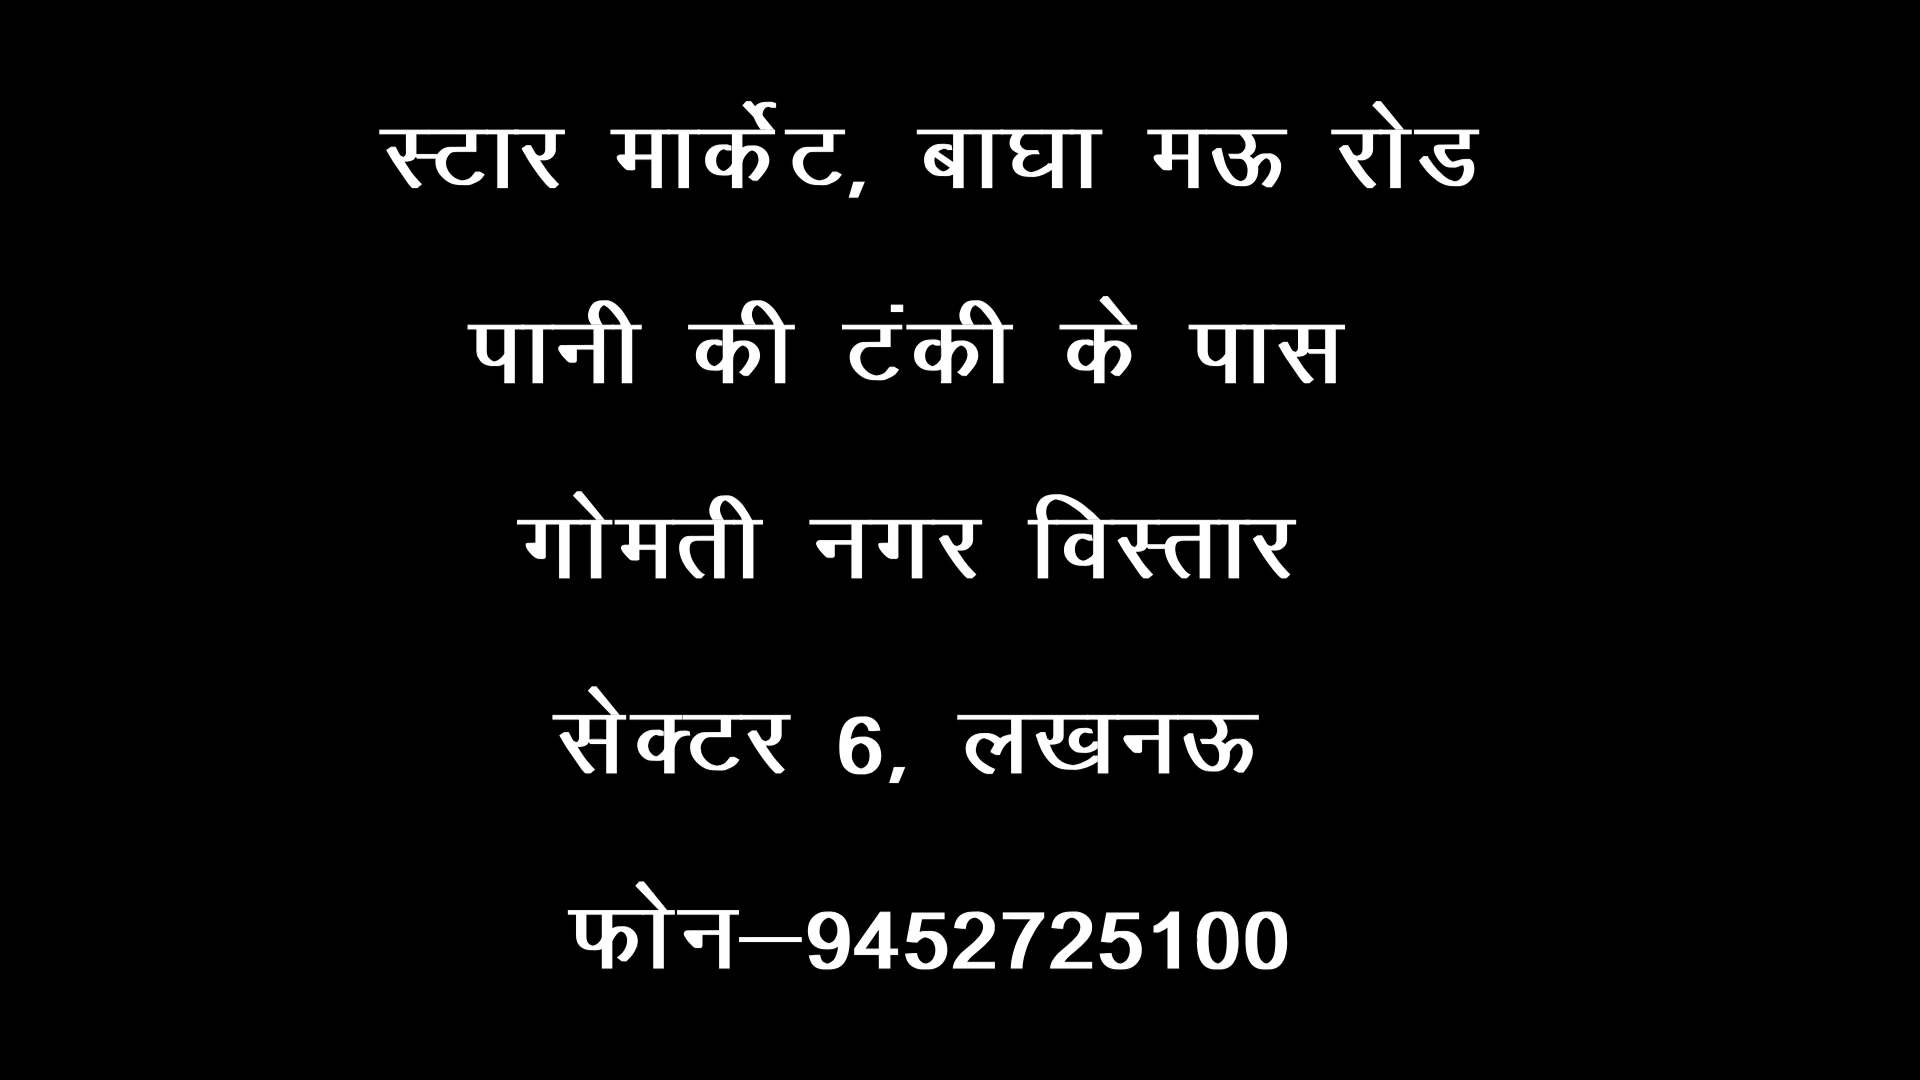 स्टार मार्केट, बाघा मऊ रोड
पानी की टंकी के पास
गोमती नगर विस्तार
सेक्टर 6, लखनऊ
फोन–9452725100